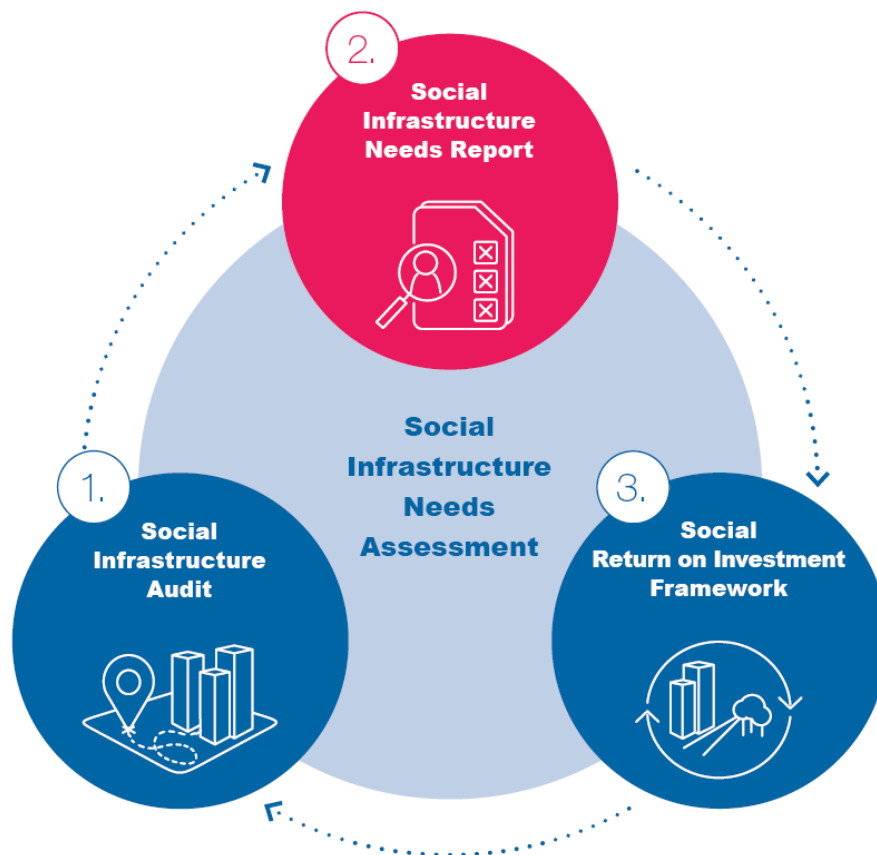 2.
Social
Infrastructure
Needs Report
Social
Infrastructure
Needs
Assessment
1.
Social
Infrastructure
Audit
3.
Social
Return on Investment
Framework